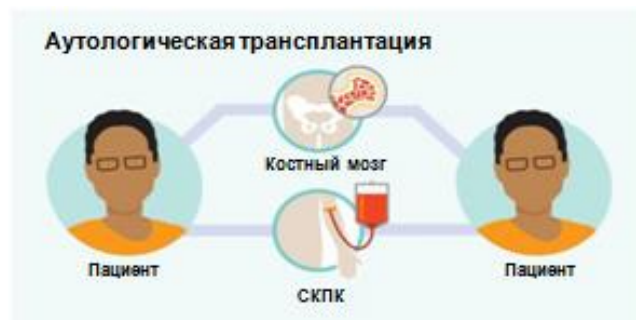 Аутологическая трансплантация
Костный мозг
Пациент
Пациент
СКПК